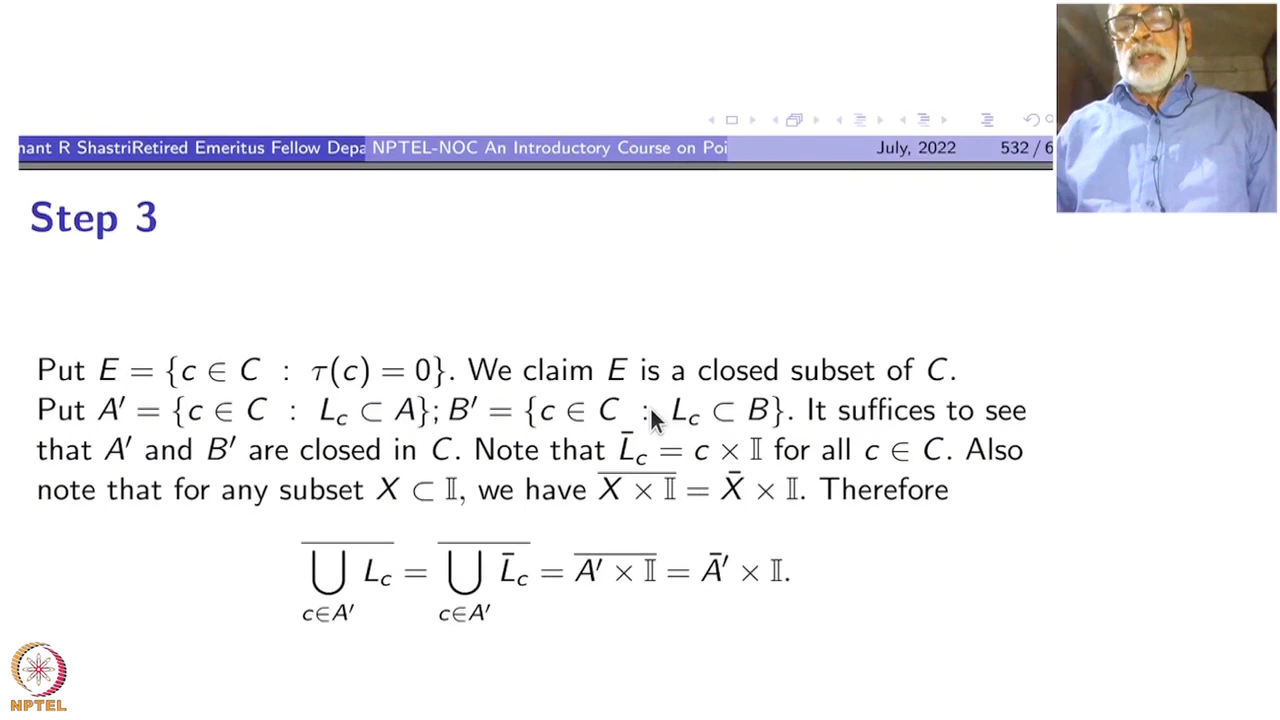 nant R ShastriRetired Emeritus Fellow Depa NPTEL-NOC An Introductory Course on Poi July, 2022 532 / 6
Step 3
Put E = {c ∈ C : τ(c) = 0}. We claim E is a closed subset of C.
Put A′ = {c ∈ C : L_c ⊂ A}; B′ = {c ∈ C : L_c ⊂ B}. It suffices to see
that A′ and B′ are closed in C. Note that L̄_c = c × 𝕀 for all c ∈ C. Also
note that for any subset X ⊂ 𝕀, we have \overline{X × 𝕀} = X̄ × 𝕀. Therefore
\overline{⋃_{c∈A′} L_c} = \overline{⋃_{c∈A′} L̄_c} = \overline{A′ × 𝕀} = Ā′ × 𝕀.
NPTEL